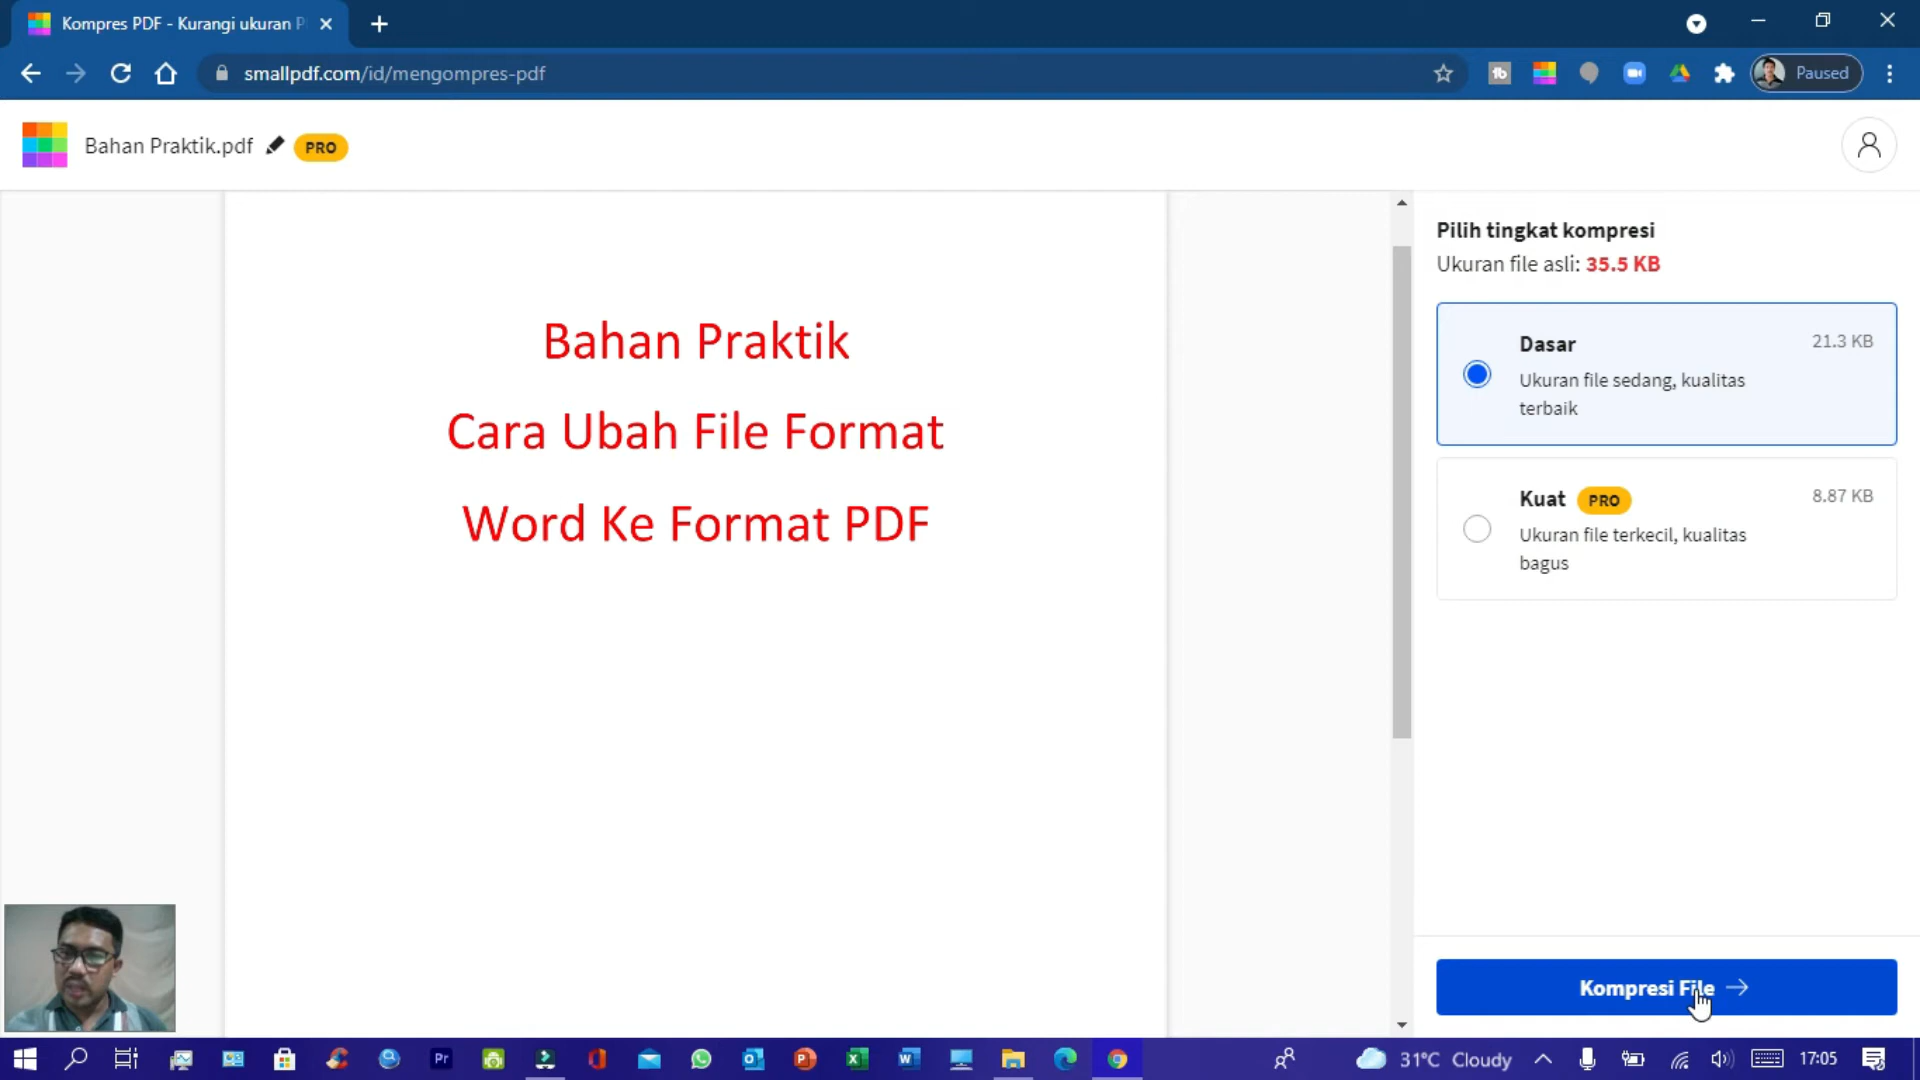 Kompres PDF - Kurangi ukuran P
smallpdf.com/id/mengompres-pdf
Paused
Bahan Praktik.pdf
PRO
Bahan Praktik
Cara Ubah File Format
Word Ke Format PDF
Pilih tingkat kompresi
Ukuran file asli: 35.5 KB
Dasar
21.3 KB
Ukuran file sedang, kualitas
terbaik
Kuat PRO
8.87 KB
Ukuran file terkecil, kualitas
bagus
Kompresi File
Pr
31°C Cloudy
17:05